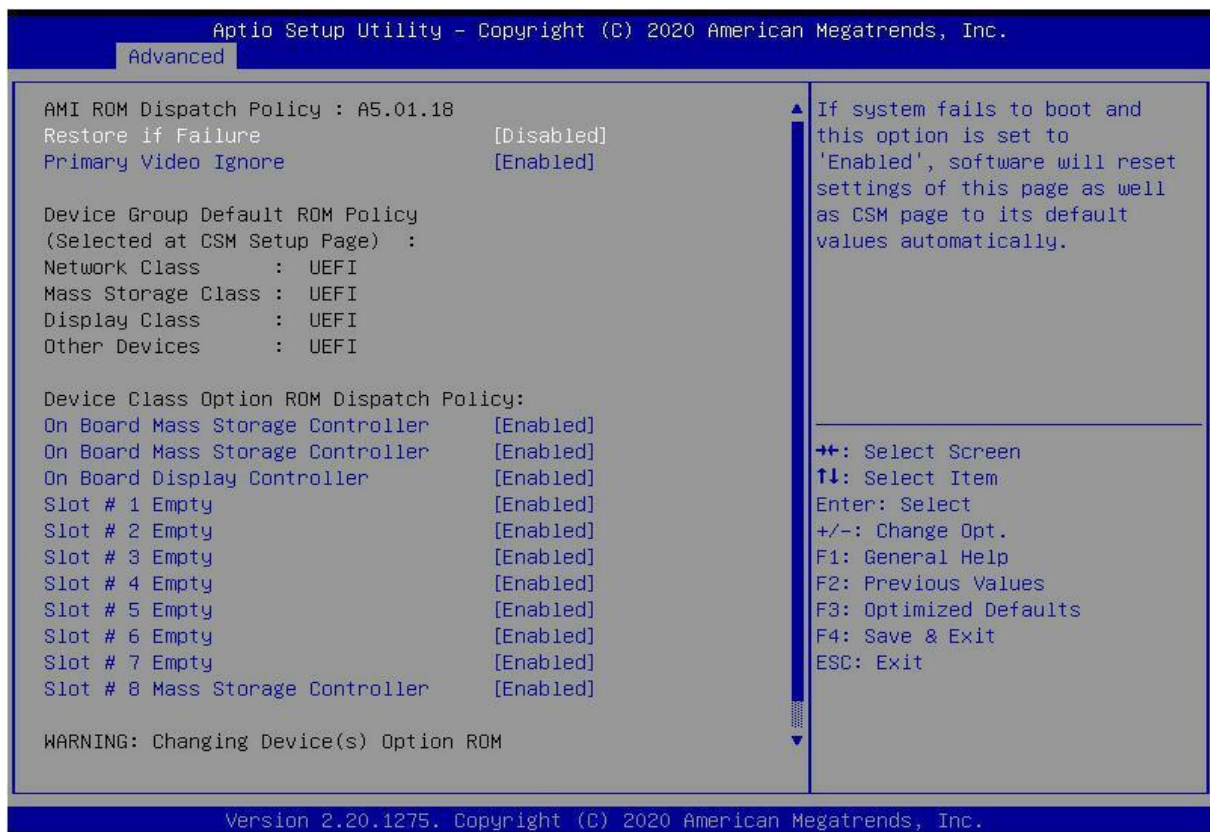 Aptio Setup Utility – Copyright (C) 2020 American Megatrends, Inc.
Advanced
AMI ROM Dispatch Policy : A5.01.18
Restore if Failure [Disabled]
Primary Video Ignore [Enabled]
Device Group Default ROM Policy
(Selected at CSM Setup Page) :
Network Class : UEFI
Mass Storage Class : UEFI
Display Class : UEFI
Other Devices : UEFI
Device Class Option ROM Dispatch Policy:
On Board Mass Storage Controller [Enabled]
On Board Mass Storage Controller [Enabled]
On Board Display Controller [Enabled]
Slot # 1 Empty [Enabled]
Slot # 2 Empty [Enabled]
Slot # 3 Empty [Enabled]
Slot # 4 Empty [Enabled]
Slot # 5 Empty [Enabled]
Slot # 6 Empty [Enabled]
Slot # 7 Empty [Enabled]
Slot # 8 Mass Storage Controller [Enabled]
WARNING: Changing Device(s) Option ROM
If system fails to boot and
this option is set to
'Enabled', software will reset
settings of this page as well
as CSM page to its default
values automatically.
→←: Select Screen
↑↓: Select Item
Enter: Select
+/-: Change Opt.
F1: General Help
F2: Previous Values
F3: Optimized Defaults
F4: Save & Exit
ESC: Exit
Version 2.20.1275. Copyright (C) 2020 American Megatrends, Inc.